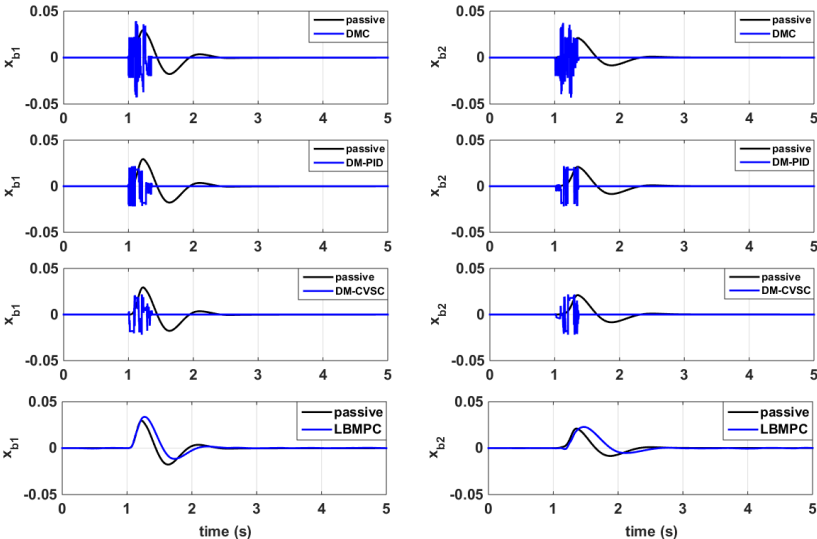 0.05
passive
DMC
x_b1
0
-0.05
0 1 2 3 4 5
0.05
passive
DMC
x_b2
0
-0.05
0 1 2 3 4 5
0.05
passive
DM-PID
x_b1
0
-0.05
0 1 2 3 4 5
0.05
passive
DM-PID
x_b2
0
-0.05
0 1 2 3 4 5
0.05
passive
DM-CVSC
x_b1
0
-0.05
0 1 2 3 4 5
0.05
passive
DM-CVSC
x_b2
0
-0.05
0 1 2 3 4 5
0.05
passive
LBMPC
x_b1
0
-0.05
0 1 2 3 4 5
time (s)
0.05
passive
LBMPC
x_b2
0
-0.05
0 1 2 3 4 5
time (s)